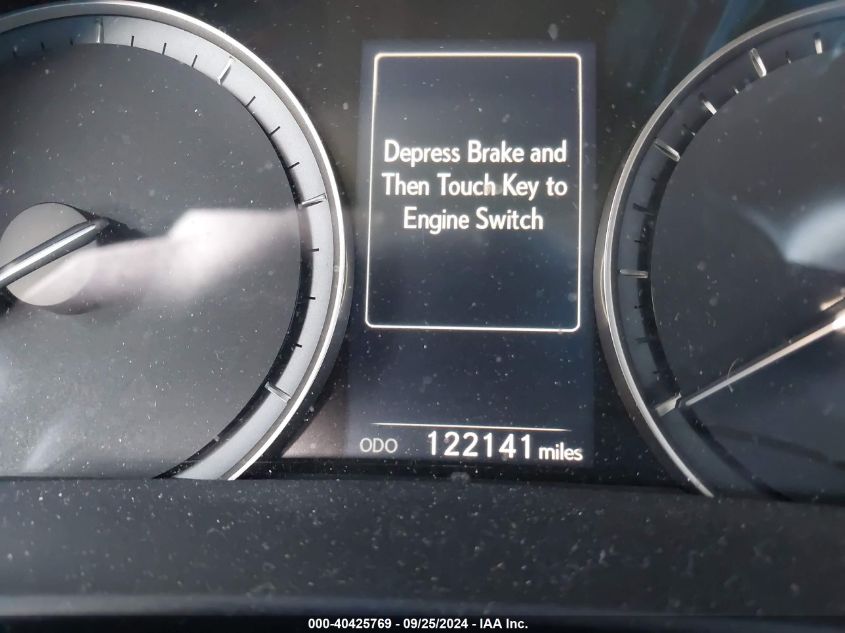 Depress Brake and
Then Touch Key to
Engine Switch
ODO 122141 miles
000-40425769 - 09/25/2024 - IAA Inc.